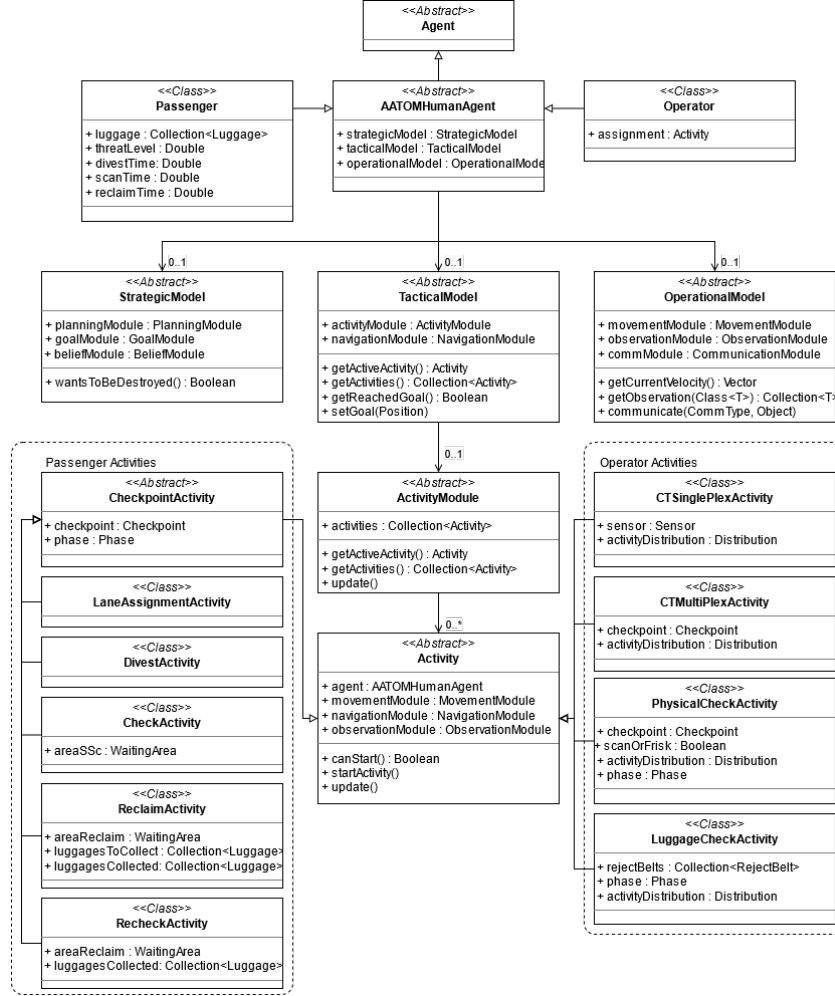 <<Abstract>>
Agent
<<Class>>
Passenger
+ luggage : Collection<Luggage>
+ threatLevel : Double
+ divestTime : Double
+ scanTime : Double
+ reclaimTime : Double
<<Abstract>>
AATOMHumanAgent
+ strategicModel : StrategicModel
+ tacticalModel : TacticalModel
+ operationalModel : OperationalMode
<<Class>>
Operator
+ assignment : Activity
0..1
0..1
0..1
<<Abstract>>
StrategicModel
+ planningModule : PlanningModule
+ goalModule : GoalModule
+ beliefModule : BeliefModule
+ wantsToBeDestroyed() : Boolean
<<Abstract>>
TacticalModel
+ activityModule : ActivityModule
+ navigationModule : NavigationModule
+ getActiveActivity() : Activity
+ getActivities() : Collection<Activity>
+ getReachedGoal() : Boolean
+ setGoal(Position)
<<Abstract>>
OperationalModel
+ movementModule : MovementModule
+ observationModule : ObservationModule
+ commModule : CommunicationModule
+ getCurrentVelocity() : Vector
+ getObservation(Class<T>) : Collection<T>
+ communicate(CommType, Object)
0..1
Passenger Activities
<<Abstract>>
CheckpointActivity
+ checkpoint : Checkpoint
+ phase : Phase
<<Class>>
LaneAssignmentActivity
<<Class>>
DivestActivity
<<Class>>
CheckActivity
+ areaSSc : WaitingArea
<<Class>>
ReclaimActivity
+ areaReclaim : WaitingArea
+ luggagesToCollect : Collection<Luggage>
+ luggagesCollected: Collection<Luggage>
<<Class>>
RecheckActivity
+ areaReclaim : WaitingArea
+ luggagesCollected: Collection<Luggage>
<<Abstract>>
ActivityModule
+ activities : Collection<Activity>
+ getActiveActivity() : Activity
+ getActivities() : Collection<Activity>
+ update()
0..*
<<Abstract>>
Activity
+ agent : AATOMHumanAgent
+ movementModule : MovementModule
+ navigationModule : NavigationModule
+ observationModule : ObservationModule
+ canStart() : Boolean
+ startActivity()
+ update()
Operator Activities
<<Class>>
CTSinglePlexActivity
+ sensor : Sensor
+ activityDistribution : Distribution
<<Class>>
CTMultiPlexActivity
+ checkpoint : Checkpoint
+ activityDistribution : Distribution
<<Class>>
PhysicalCheckActivity
+ checkpoint : Checkpoint
+ scanOrFrisk : Boolean
+ activityDistribution : Distribution
+ phase : Phase
<<Class>>
LuggageCheckActivity
+ rejectBelts : Collection<RejectBelt>
+ phase : Phase
+ activityDistribution : Distribution